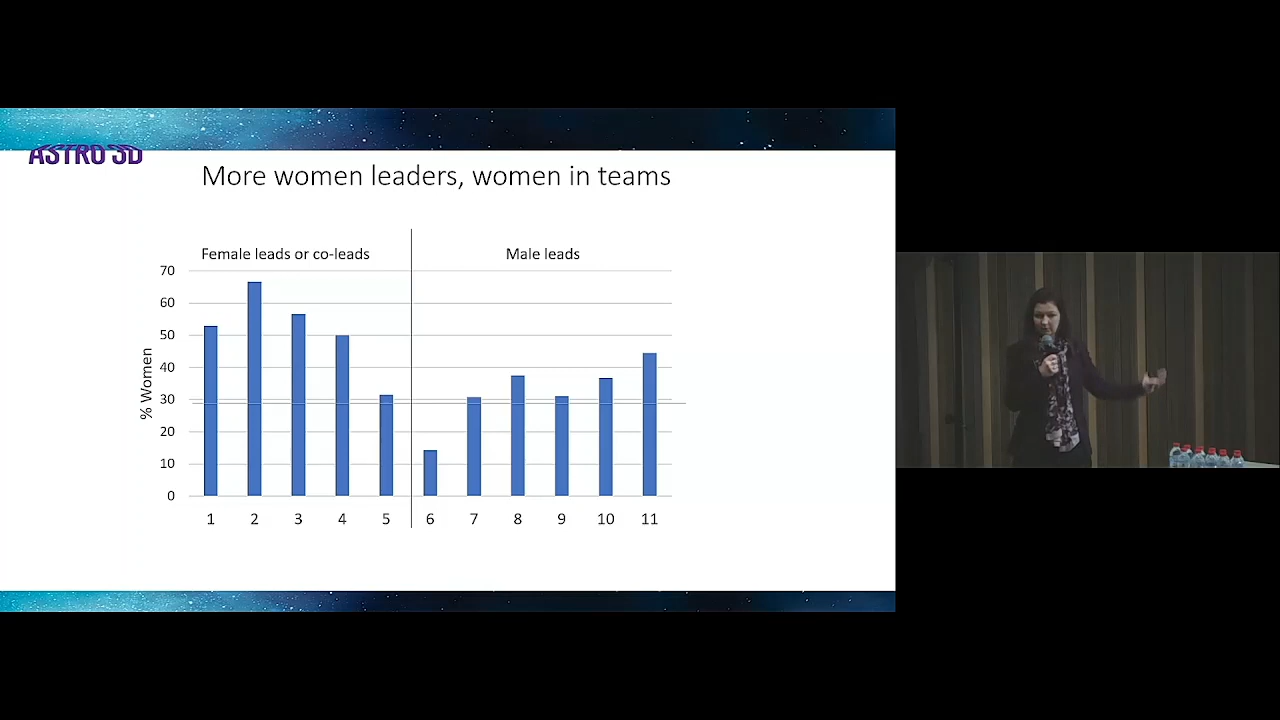 ASTRO 3D
More women leaders, women in teams
Female leads or co-leads
Male leads
% Women
70
60
50
40
30
20
10
0
1 2 3 4 5 6 7 8 9 10 11